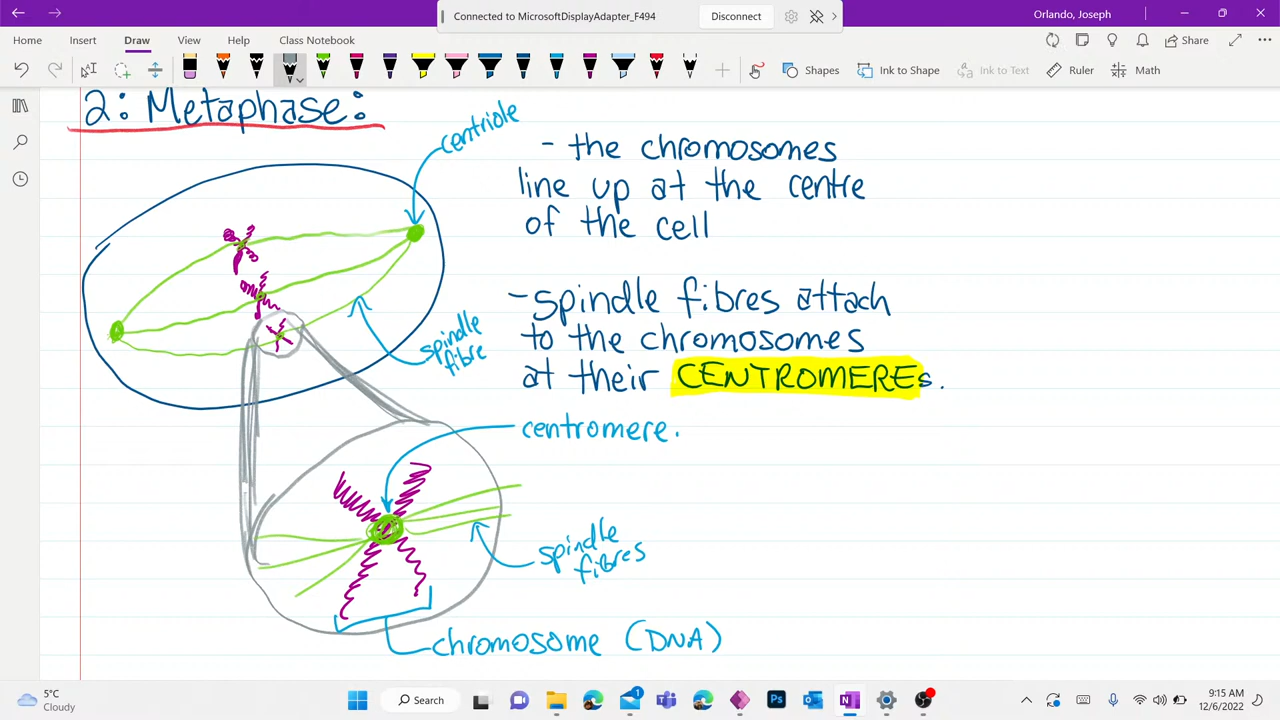 Connected to MicrosoftDisplayAdapter_F494
Disconnect
Orlando, Joseph
Home
Insert
Draw
View
Help
Class Notebook
Share
Shapes
Ink to Shapes
Ink to Text
Ruler
Math
2: Metaphase:
centriole
- the chromosomes
line up at the centre
of the cell
- spindle fibres attach
to the chromosomes
at their CENTROMEREs.
spindle
fibre
centromere.
spindle
fibres
chromosome (DNA)
5°C
Cloudy
Search
1
Ps
N
9:15 AM
12/6/2022